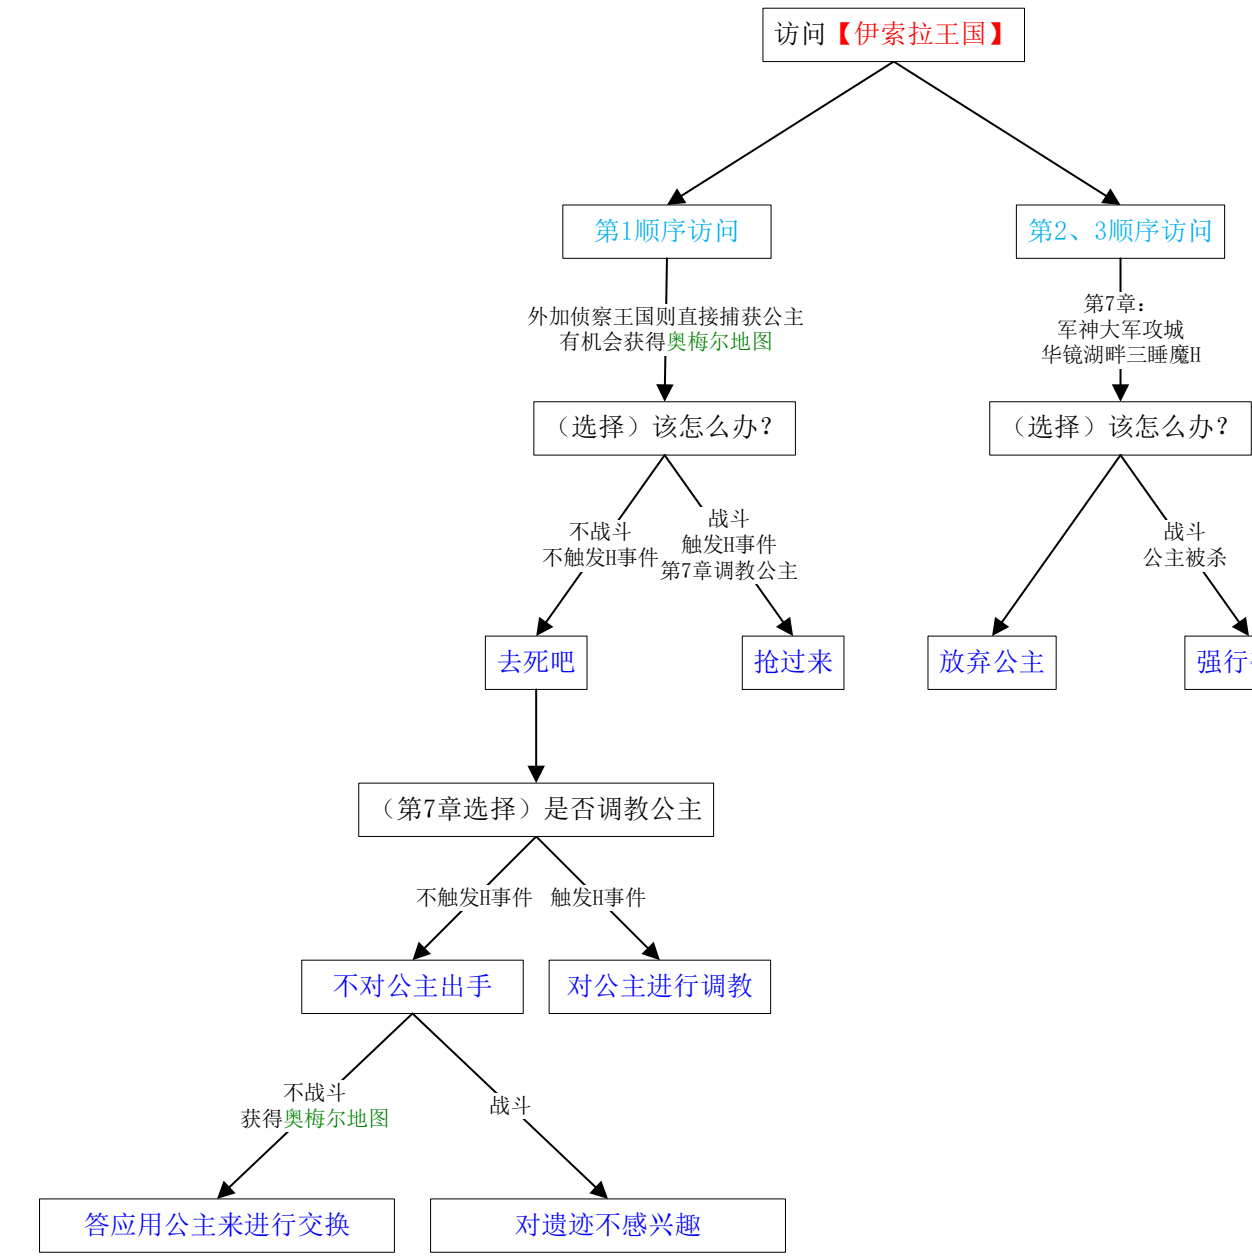 访问【伊索拉王国】
第1顺序访问
第2、3顺序访问
外加侦察王国则直接捕获公主
有机会获得奥梅尔地图
第7章：
军神大军攻城
华镜湖畔三睡魔H
（选择）该怎么办？
（选择）该怎么办？
不战斗
不触发H事件
战斗
触发H事件
第7章调教公主
战斗
公主被杀
去死吧
抢过来
放弃公主
强行
（第7章选择）是否调教公主
不触发H事件
触发H事件
不对公主出手
对公主进行调教
不战斗
获得奥梅尔地图
战斗
答应用公主来进行交换
对遗迹不感兴趣